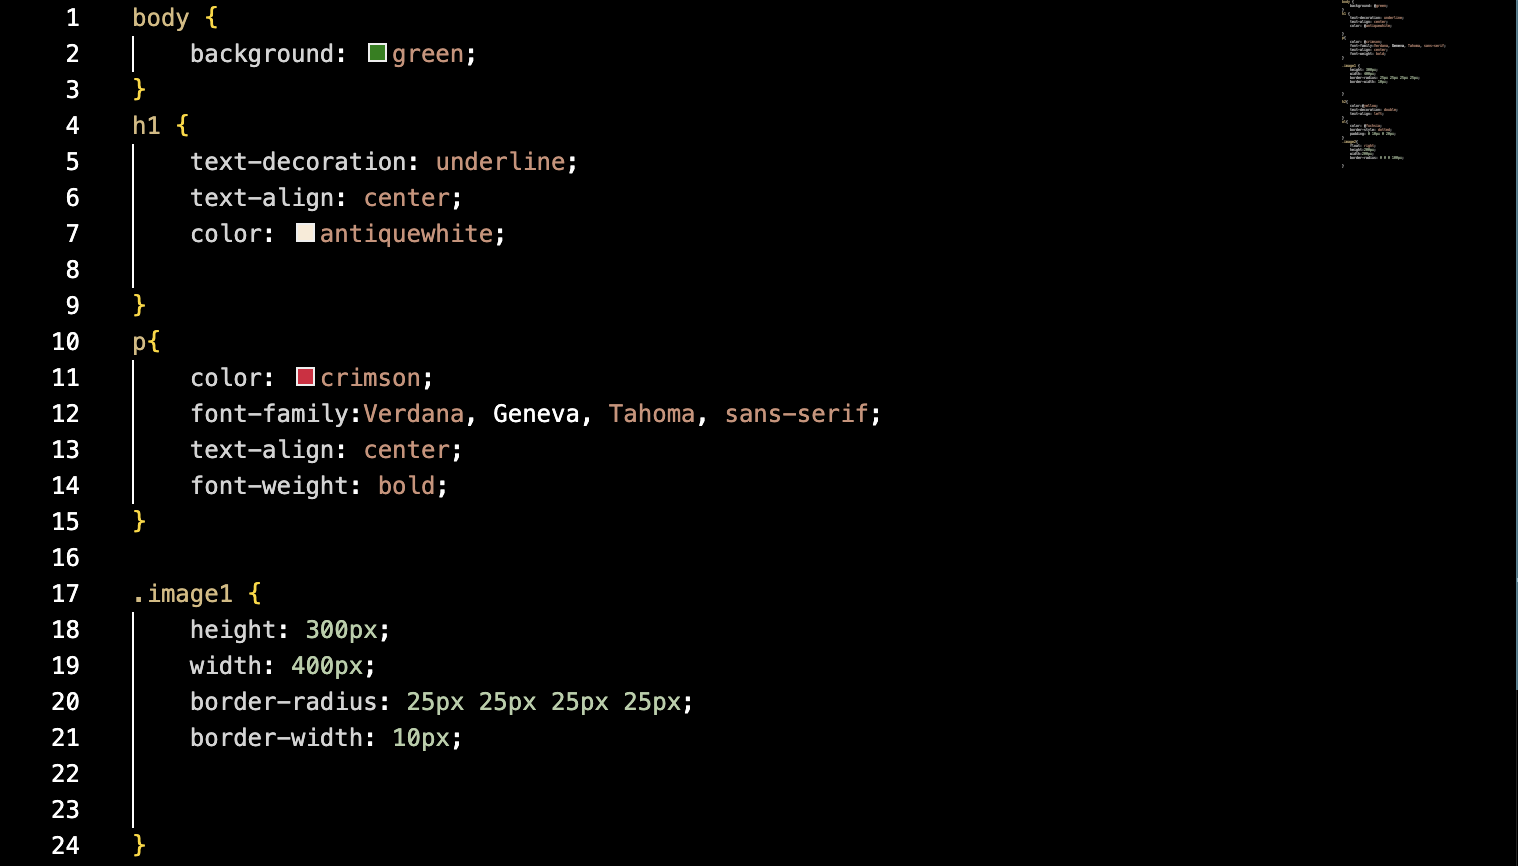 1 body {
2 background: green;
3 }
4 h1 {
5 text-decoration: underline;
6 text-align: center;
7 color: antiquewhite;
8
9 }
10 p{
11 color: crimson;
12 font-family:Verdana, Geneva, Tahoma, sans-serif;
13 text-align: center;
14 font-weight: bold;
15 }
16
17 .image1 {
18 height: 300px;
19 width: 400px;
20 border-radius: 25px 25px 25px 25px;
21 border-width: 10px;
22
23
24 }